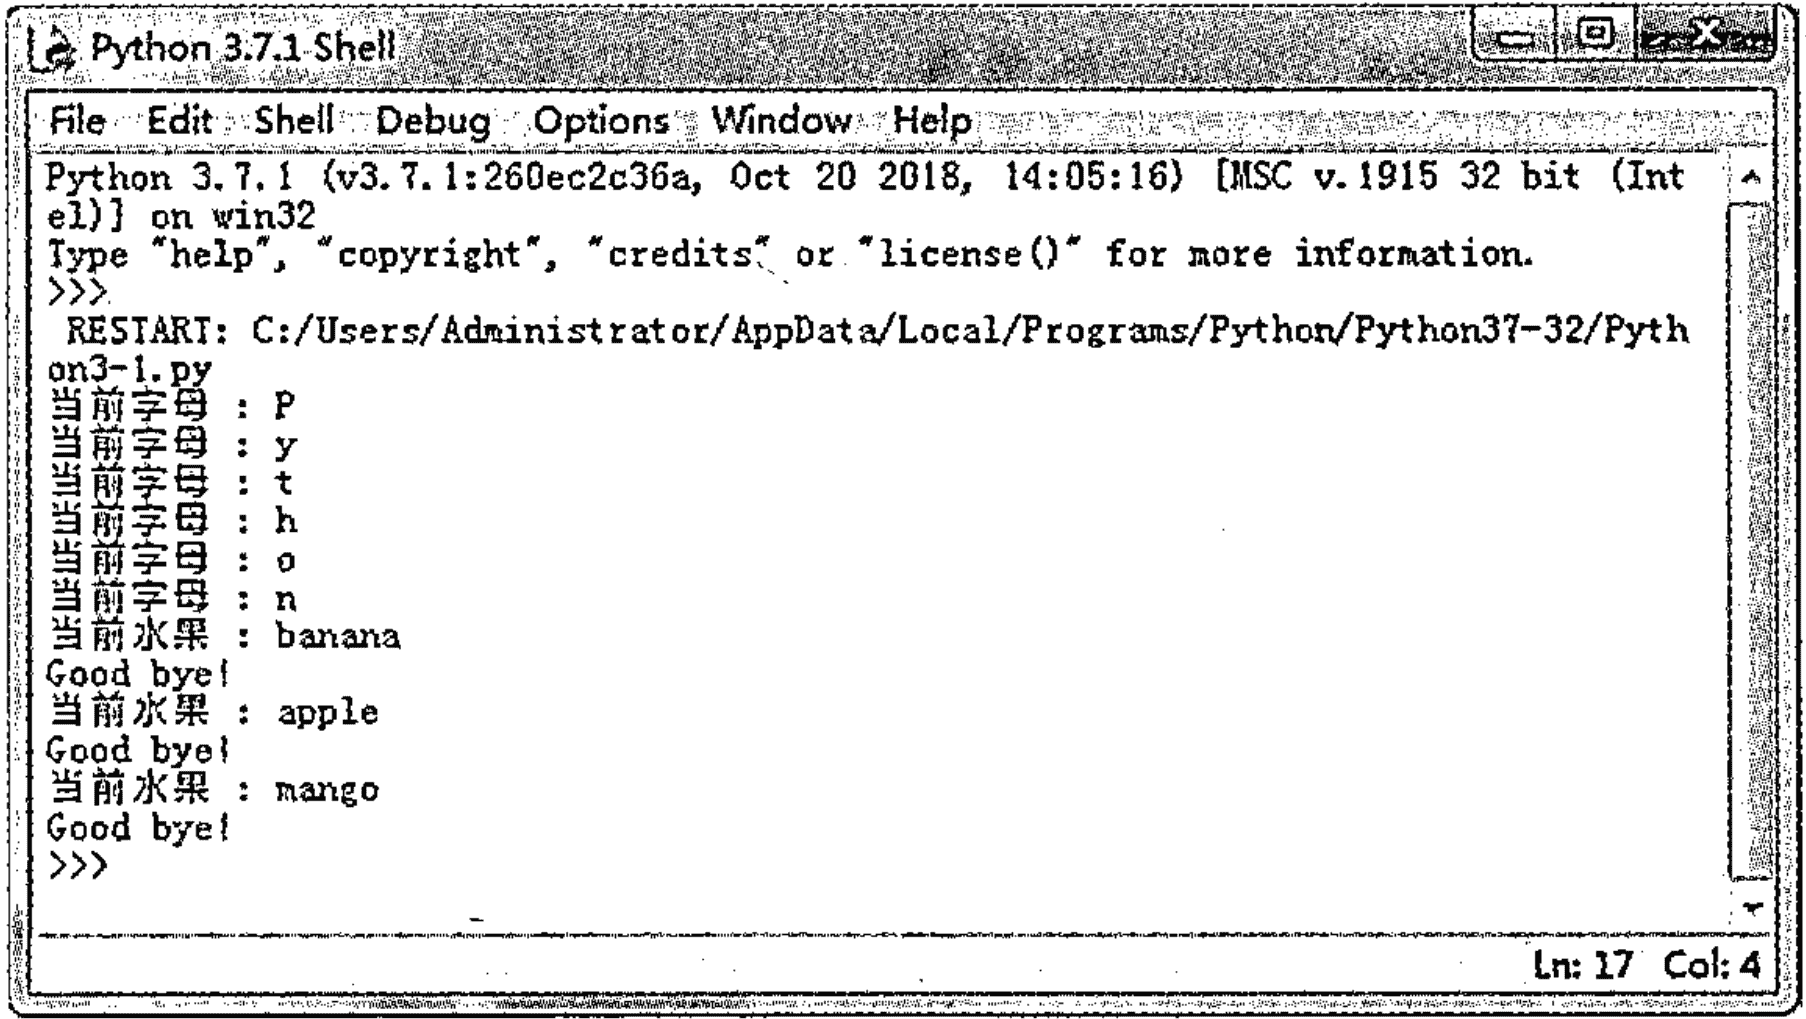 Python 3.7.1 Shell
File Edit Shell Debug Options Window Help
Python 3.7.1 (v3.7.1:260ec2c36a, Oct 20 2018, 14:05:16) [MSC v.1915 32 bit (Int
el)] on win32
Type "help", "copyright", "credits" or "license()" for more information.
>>>
RESTART: C:/Users/Administrator/AppData/Local/Programs/Python/Python37-32/Pyth
on3-1.py
当前字母 : P
当前字母 : y
当前字母 : t
当前字母 : h
当前字母 : o
当前字母 : n
当前水果 : banana
Good bye!
当前水果 : apple
Good bye!
当前水果 : mango
Good bye!
>>>
Ln: 17 Col: 4